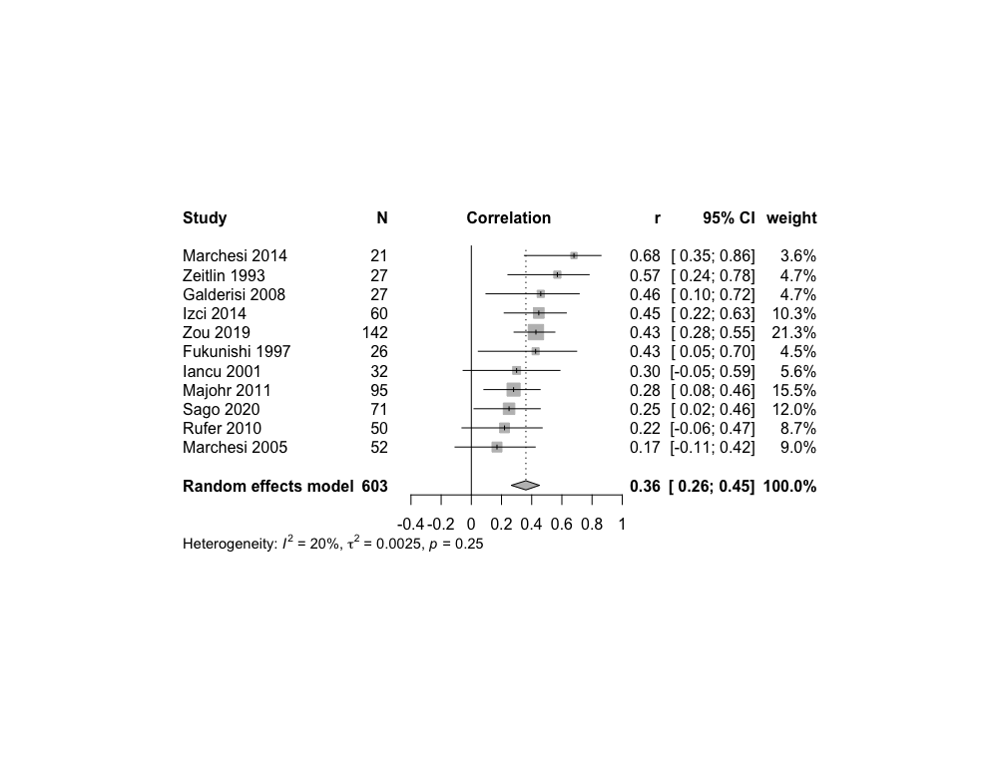 Study N Correlation r 95% CI weight
Marchesi 2014 21 0.68 [ 0.35; 0.86] 3.6%
Zeitlin 1993 27 0.57 [ 0.24; 0.78] 4.7%
Galderisi 2008 27 0.46 [ 0.10; 0.72] 4.7%
Izci 2014 60 0.45 [ 0.22; 0.63] 10.3%
Zou 2019 142 0.43 [ 0.28; 0.55] 21.3%
Fukunishi 1997 26 0.43 [ 0.05; 0.70] 4.5%
Iancu 2001 32 0.30 [-0.05; 0.59] 5.6%
Majohr 2011 95 0.28 [ 0.08; 0.46] 15.5%
Sago 2020 71 0.25 [ 0.02; 0.46] 12.0%
Rufer 2010 50 0.22 [-0.06; 0.47] 8.7%
Marchesi 2005 52 0.17 [-0.11; 0.42] 9.0%
Random effects model 603 0.36 [ 0.26; 0.45] 100.0%
-0.4 -0.2 0 0.2 0.4 0.6 0.8 1
Heterogeneity: I² = 20%, τ² = 0.0025, p = 0.25